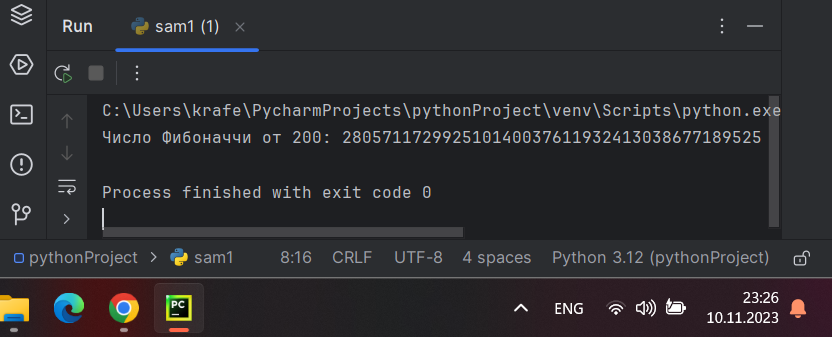 Run
sam1 (1)
C:\Users\krafe\PycharmProjects\pythonProject\venv\Scripts\python.exe
Число Фибоначчи от 200: 280571172992510140037611932413038677189525
Process finished with exit code 0
pythonProject > sam1 8:16 CRLF UTF-8 4 spaces Python 3.12 (pythonProject)
PC ENG 23:26
10.11.2023